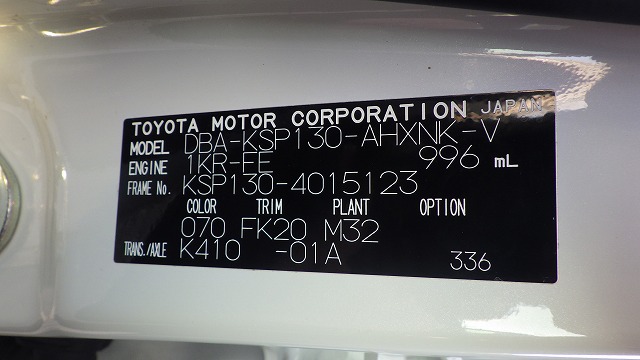 TOYOTA MOTOR CORPORATION JAPAN
MODEL DBA-KSP130-AHXNK-V
ENGINE 1KR-FE 996 mL
FRAME No. KSP130-4015123
COLOR TRIM PLANT OPTION
070 FK20 M32
TRANS./AXLE K410 -01A 336